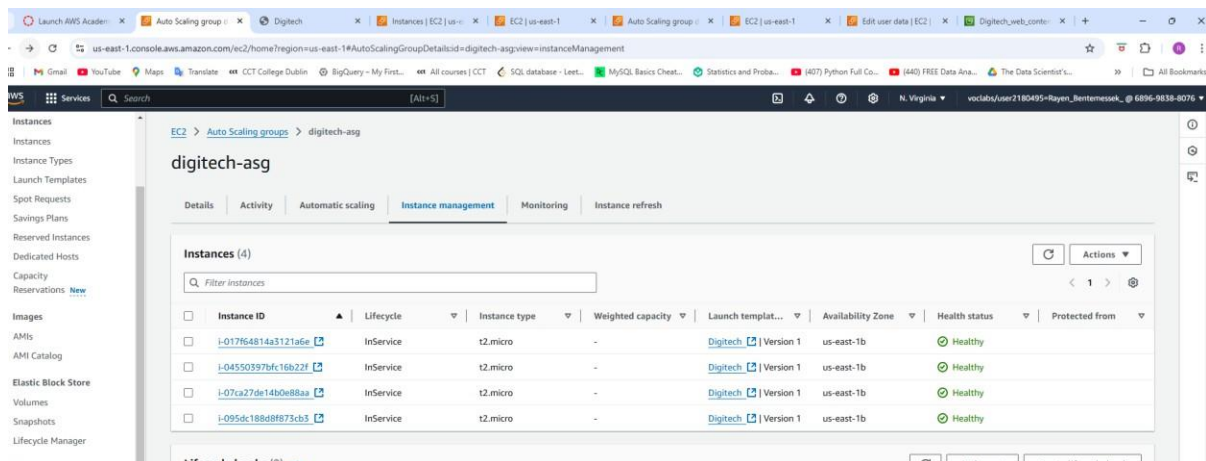 Launch AWS Academ
Auto Scaling group
Digitech
Instances | EC2 | us-e
EC2 | us-east-1
Auto Scaling group
EC2 | us-east-1
Edit user data | EC2 |
Digitech_web_conte
us-east-1.console.aws.amazon.com/ec2/home?region=us-east-1#AutoScalingGroupDetails:id=digitech-asg;view=instanceManagement
Gmail YouTube Maps Translate CCT College Dublin BigQuery – My First... All courses | CCT SQL database - Leet... MySQL Basics Cheat... Statistics and Proba... (407) Python Full Co... (440) FREE Data Ana... The Data Scientist's... All Bookmarks
Services Search [Alt+S] N. Virginia voclabs/user2180495=Rayen_Bentemessek_ @ 6896-9838-8076
Instances
Instances
Instance Types
Launch Templates
Spot Requests
Savings Plans
Reserved Instances
Dedicated Hosts
Capacity
Reservations New
Images
AMIs
AMI Catalog
Elastic Block Store
Volumes
Snapshots
Lifecycle Manager
EC2 > Auto Scaling groups > digitech-asg
digitech-asg
Details Activity Automatic scaling Instance management Monitoring Instance refresh
Instances (4)
Actions
Filter instances
1
Instance ID Lifecycle Instance type Weighted capacity Launch templat... Availability Zone Health status Protected from
i-017f64814a3121a6e InService t2.micro - Digitech | Version 1 us-east-1b Healthy
i-04550397bfc16b22f InService t2.micro - Digitech | Version 1 us-east-1b Healthy
i-07ca27de14b0e88aa InService t2.micro - Digitech | Version 1 us-east-1b Healthy
i-095dc188d8f873cb3 InService t2.micro - Digitech | Version 1 us-east-1b Healthy